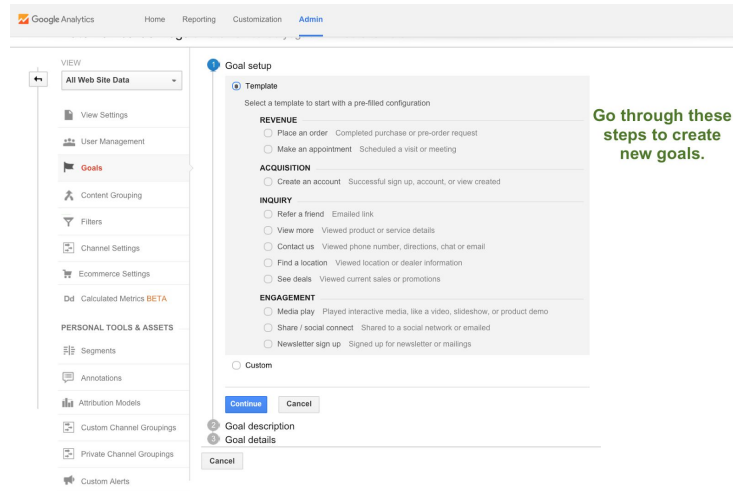 Google Analytics Home Reporting Customization Admin
VIEW
All Web Site Data
View Settings
User Management
Goals
Content Grouping
Filters
Channel Settings
Ecommerce Settings
Dd Calculated Metrics BETA
PERSONAL TOOLS & ASSETS
Segments
Annotations
Attribution Models
Custom Channel Groupings
Private Channel Groupings
Custom Alerts
1 Goal setup
Template
Select a template to start with a pre-filled configuration
REVENUE
Place an order Completed purchase or pre-order request
Make an appointment Scheduled a visit or meeting
ACQUISITION
Create an account Successful sign up, account, or view created
INQUIRY
Refer a friend Emailed link
View more Viewed product or service details
Contact us Viewed phone number, directions, chat or email
Find a location Viewed location or dealer information
See deals Viewed current sales or promotions
ENGAGEMENT
Media play Played interactive media, like a video, slideshow, or product demo
Share / social connect Shared to a social network or emailed
Newsletter sign up Signed up for newsletter or mailings
Custom
Continue Cancel
2 Goal description
3 Goal details
Cancel
Go through these
steps to create
new goals.